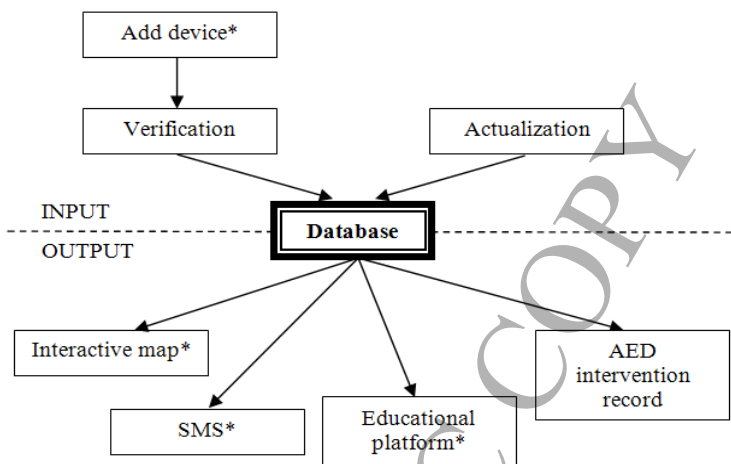 Add device*
Verification
Actualization
INPUT
Database
OUTPUT
Interactive map*
AED
intervention
record
SMS*
Educational
platform*
C COPY